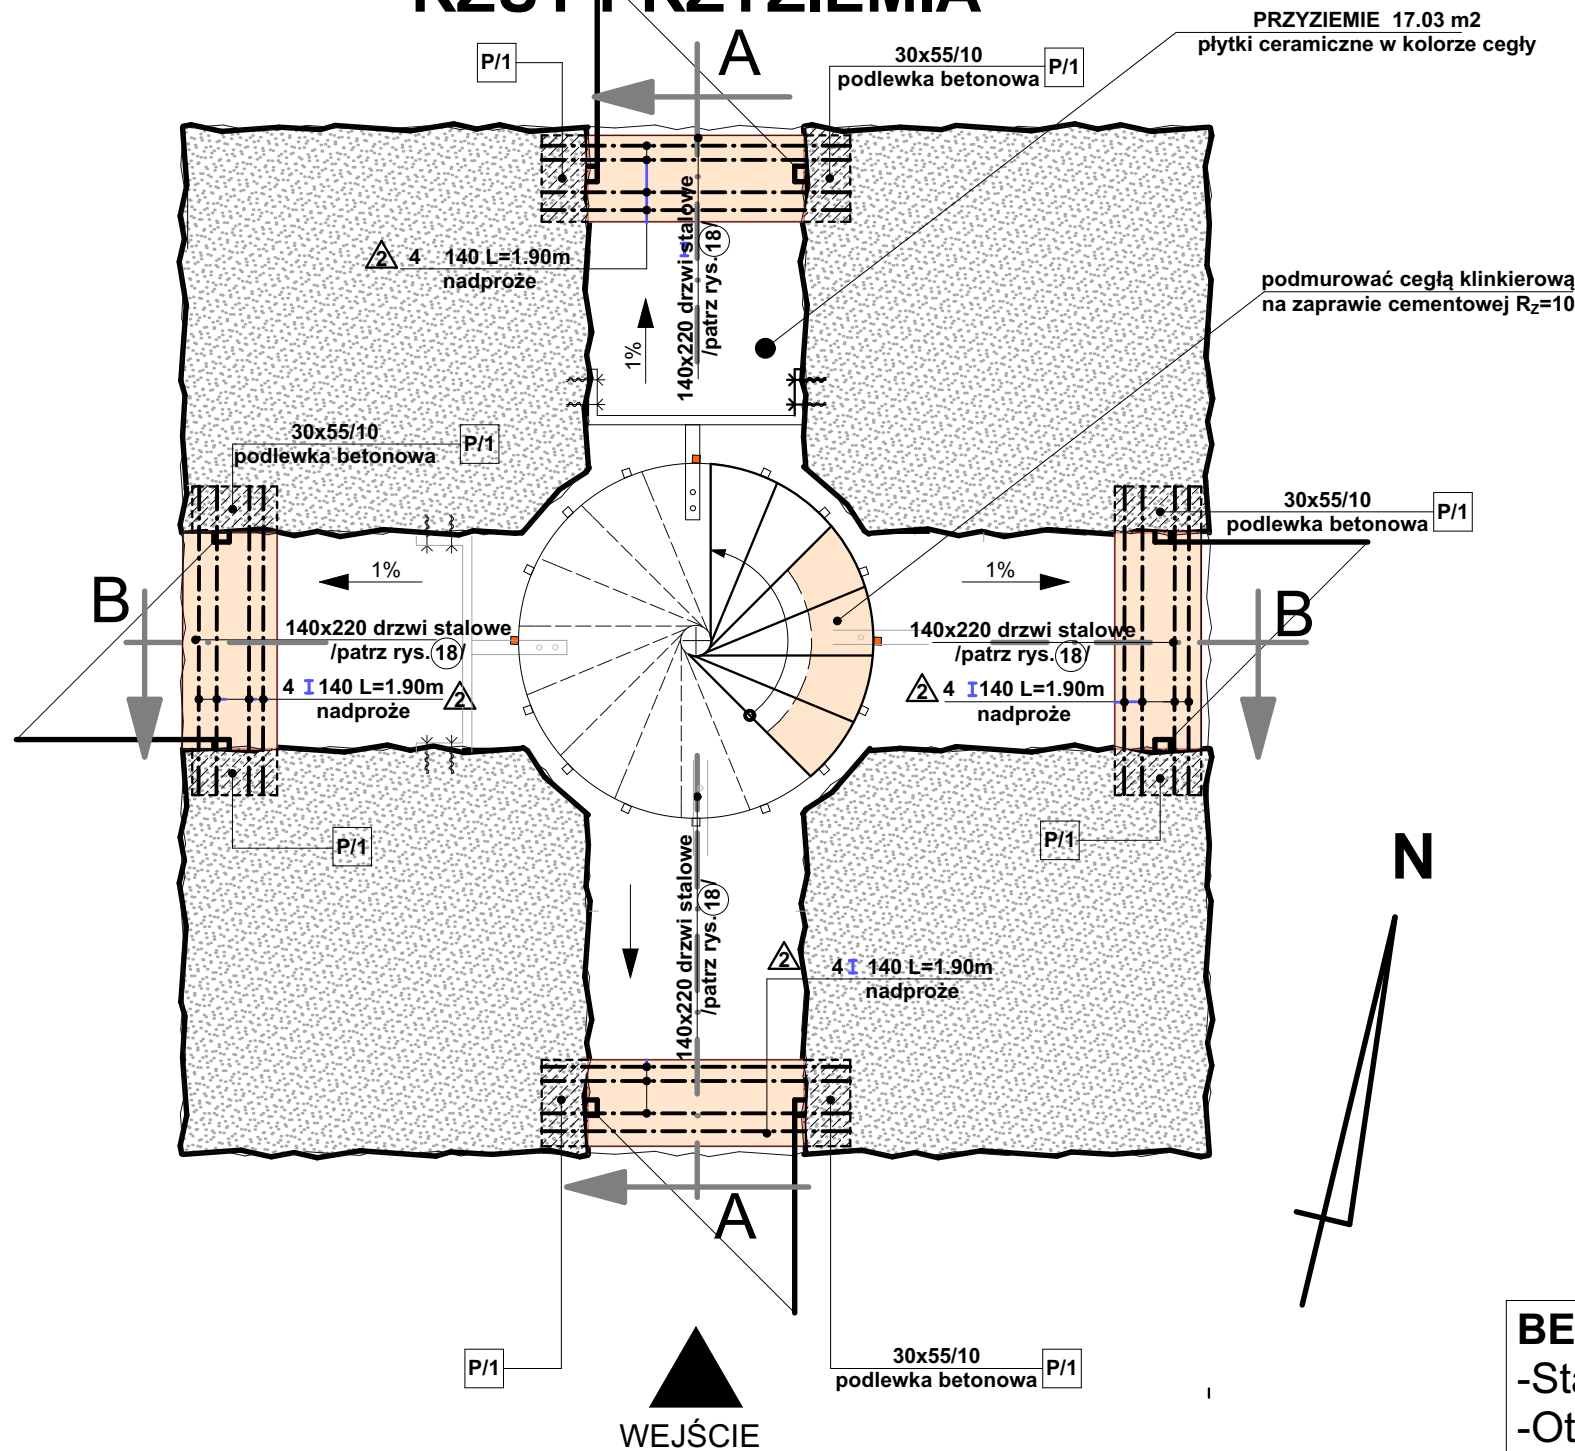 RZUT PRZYZIEMIA
PRZYZIEMIE 17.03 m2
płytki ceramiczne w kolorze cegły
P/1
A
30x55/10
podlewka betonowa
P/1
2 4 140 L=1.90m
nadproże
140x220 drzwi stalowe
/patrz rys. 18/
1%
podmurować cegłą klinkierową
na zaprawie cementowej RZ=10
30x55/10
podlewka betonowa
P/1
30x55/10
podlewka betonowa
P/1
1%
1%
B
B
140x220 drzwi stalowe
/patrz rys. 18/
4 I 140 L=1.90m 2
nadproże
140x220 drzwi stalowe
/patrz rys. 18/
2 4 I 140 L=1.90m
nadproże
P/1
P/1
N
140x220 drzwi stalowe
/patrz rys. 18/
2
4 I 140 L=1.90m
nadproże
A
P/1
30x55/10
podlewka betonowa
P/1
WEJŚCIE
BE
-Sta
-Ot